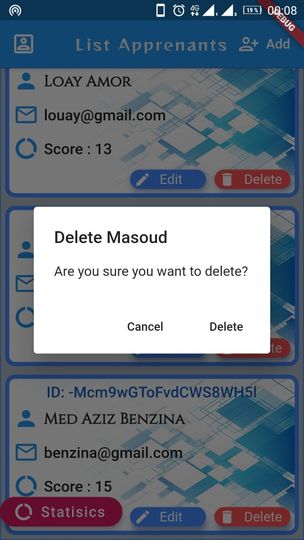 4G
19%
00:08
DEBUG
List Apprenants
Add
Loay Amor
louay@gmail.com
Score : 13
Edit
Delete
Delete Masoud
Are you sure you want to delete?
Cancel
Delete
ID: -Mcm9wGToFvdCWS8WH5l
Med Aziz Benzina
benzina@gmail.com
Score : 15
Statisics
Edit
Delete